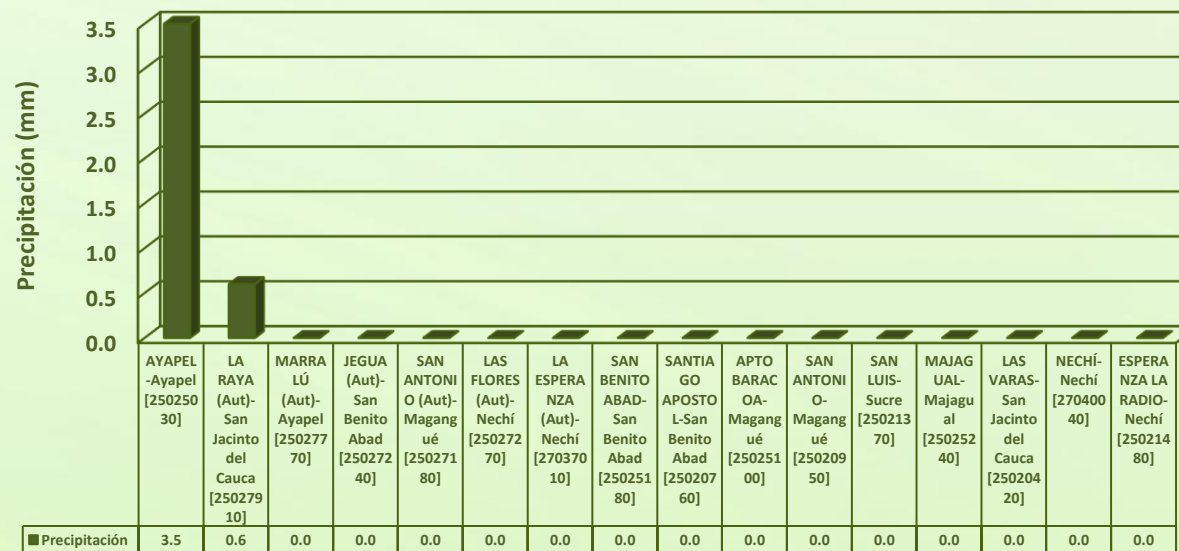 Precipitación (mm)
3.5
3.0
2.5
2.0
1.5
1.0
0.5
0.0
AYAPEL
-Ayapel
[250250
30]
LA
RAYA
(Aut)-
San
Jacinto
del
Cauca
[250279
10]
MARRA
LÚ
(Aut)-
Ayapel
[250277
70]
JEGUA
(Aut)-
San
Benito
Abad
[250272
40]
SAN
ANTONI
O (Aut)-
Magang
ué
[250271
80]
LAS
FLORES
(Aut)-
Nechí
[250272
70]
LA
ESPERA
NZA
(Aut)-
Nechí
[270370
10]
SAN
BENITO
ABAD-
San
Benito
Abad
[250251
80]
SANTIA
GO
APOSTO
L-San
Benito
Abad
[250207
60]
APTO
BARAC
OA-
Magang
ué
[250251
00]
SAN
ANTONI
O-
Magang
ué
[250209
50]
SAN
LUIS-
Sucre
[250213
70]
MAJAG
UAL-
Majagu
al
[250252
40]
LAS
VARAS-
San
Jacinto
del
Cauca
[250204
20]
NECHÍ-
Nechí
[270400
40]
ESPERA
NZA LA
RADIO-
Nechí
[250214
80]
Precipitación 3.5 0.6 0.0 0.0 0.0 0.0 0.0 0.0 0.0 0.0 0.0 0.0 0.0 0.0 0.0 0.0